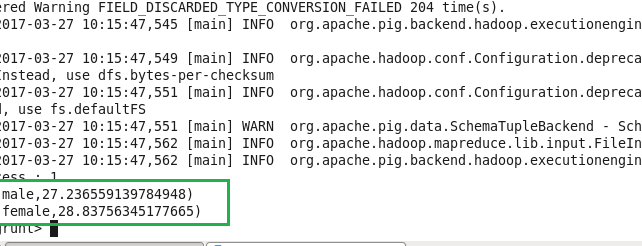 ered Warning FIELD_DISCARDED_TYPE_CONVERSION_FAILED 204 time(s).
2017-03-27 10:15:47,545 [main] INFO  org.apache.pig.backend.hadoop.executionengin
2017-03-27 10:15:47,549 [main] INFO  org.apache.hadoop.conf.Configuration.depreca
Instead, use dfs.bytes-per-checksum
2017-03-27 10:15:47,551 [main] INFO  org.apache.hadoop.conf.Configuration.depreca
d, use fs.defaultFS
2017-03-27 10:15:47,551 [main] WARN  org.apache.pig.data.SchemaTupleBackend - Sch
2017-03-27 10:15:47,562 [main] INFO  org.apache.hadoop.mapreduce.lib.input.FileIn
2017-03-27 10:15:47,562 [main] INFO  org.apache.pig.backend.hadoop.executionengin
cess : 1
male,27.236559139784948)
female,28.83756345177665)
grunt>